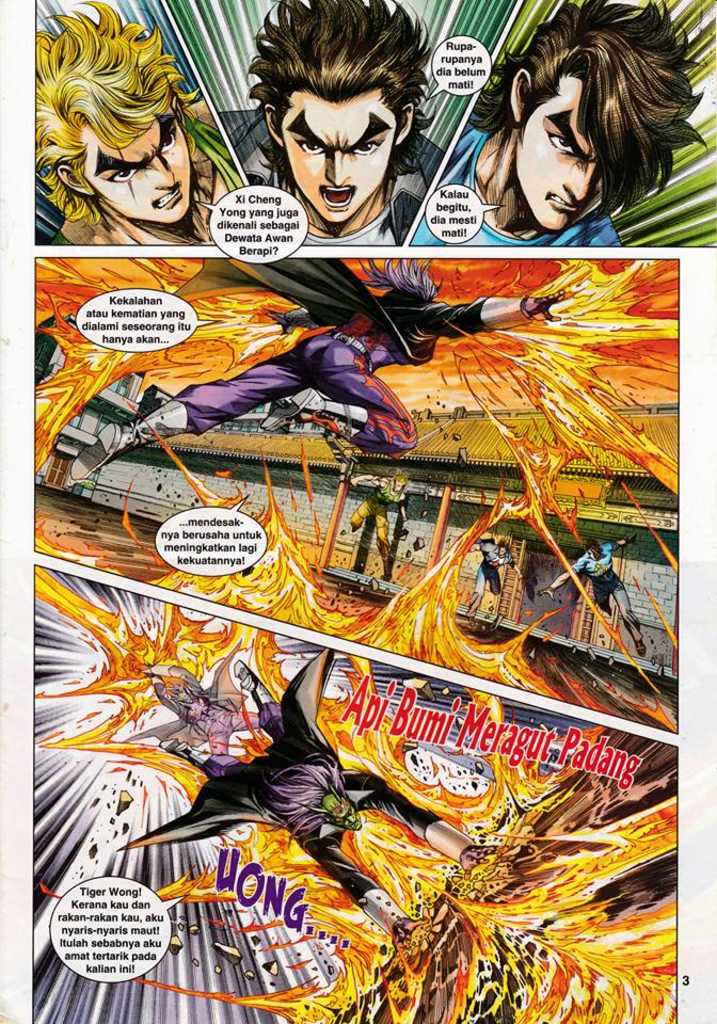 Rupa-
rupanya
dia belum
mati!
Xi Cheng
Yong yang juga
dikenali sebagai
Dewata Awan
Berapi?
Kalau
begitu,
dia mesti
mati!
Kekalahan
atau kematian yang
dialami seseorang itu
hanya akan...
...mendesak-
nya berusaha untuk
meningkatkan lagi
kekuatannya!
Api Bumi Meragut Padang
UONG.....
Tiger Wong!
Kerana kau dan
rakan-rakan kau, aku
nyaris-nyaris maut!
Itulah sebabnya aku
amat tertarik pada
kalian ini!
3